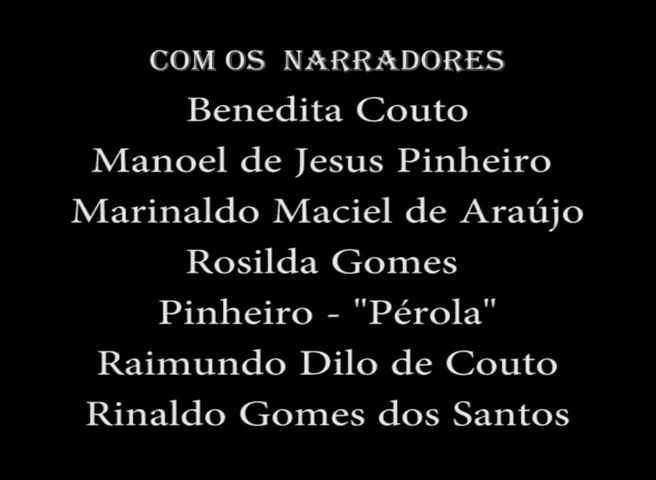 COM OS NARRADORES
Benedita Couto
Manoel de Jesus Pinheiro
Marinaldo Maciel de Araújo
Rosilda Gomes
Pinheiro - "Pérola"
Raimundo Dilo de Couto
Rinaldo Gomes dos Santos